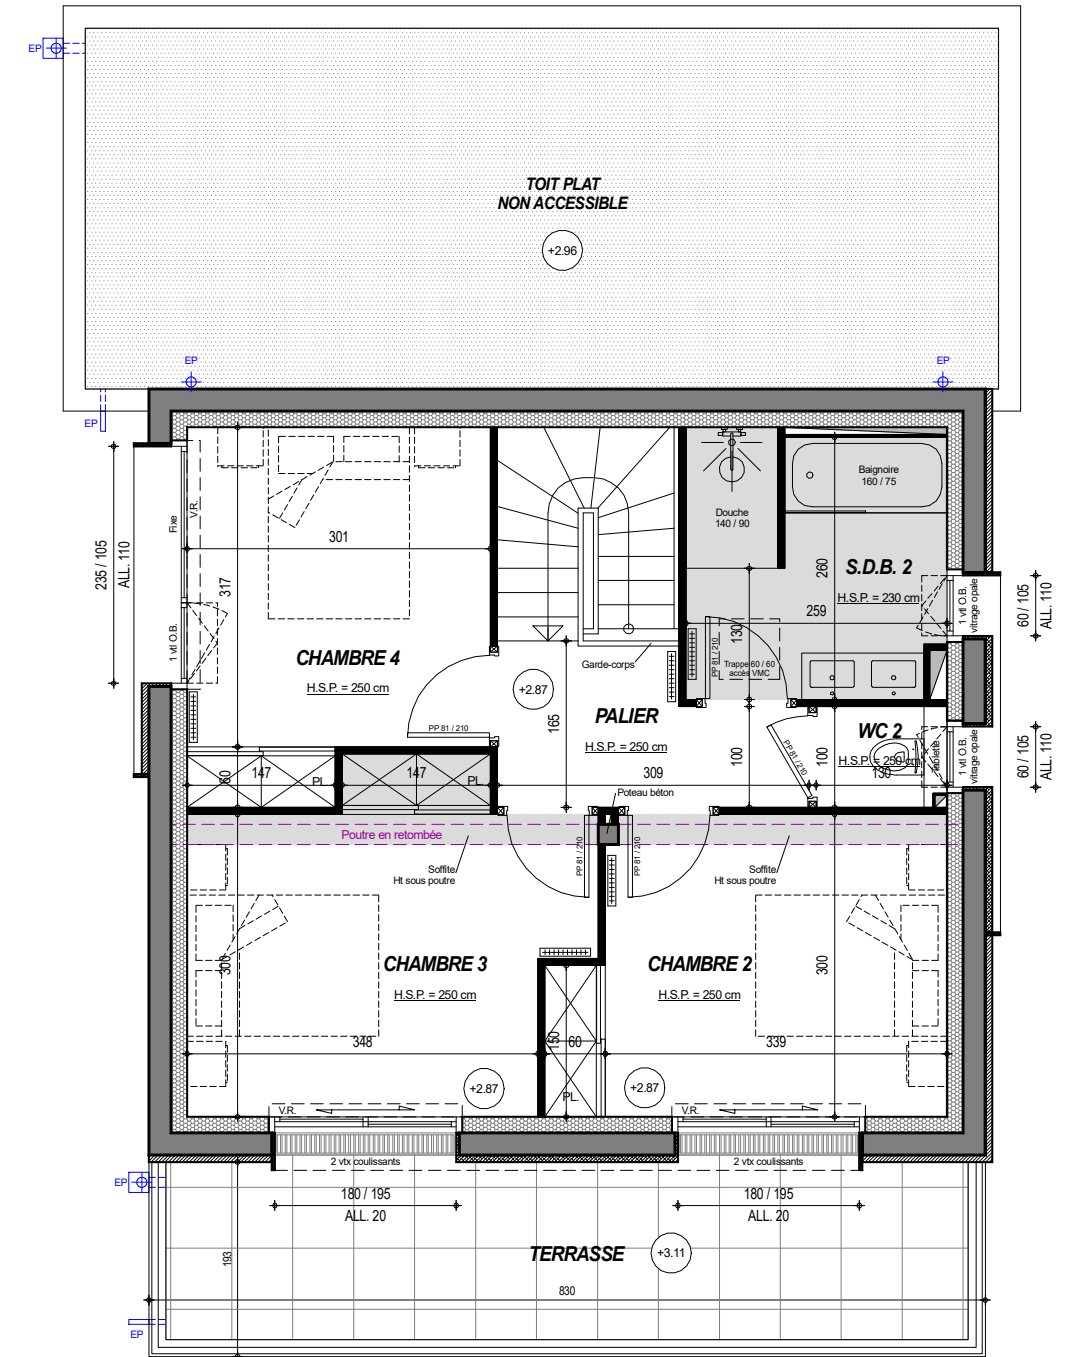 EP
TOIT PLAT
NON ACCESSIBLE
+2.96
EP
EP
EP
235 / 105
ALL. 110
Fixe
V.R.
1 vtl O.B.
301
317
CHAMBRE 4
H.S.P. = 250 cm
PP 81 / 210
60
147
PL.
147
PL.
Garde-corps
+2.87
165
PALIER
H.S.P. = 250 cm
309
Poteau béton
Douche
140 / 90
Baignoire
160 / 75
260
S.D.B. 2
H.S.P. = 230 cm
259
130
PP 81 / 210
Trappe 60 / 60
accès VMC
1 vtl O.B.
vitrage opale
60 / 105
ALL. 110
100
PP 81 / 210
100
WC 2
H.S.P. = 250 cm
130
tablette
1 vtl O.B.
vitrage opale
60 / 105
ALL. 110
Poutre en retombée
Soffite
Ht sous poutre
PP 81 / 210
PP 81 / 210
Soffite
Ht sous poutre
300
CHAMBRE 3
H.S.P. = 250 cm
348
+2.87
150
60
PL.
CHAMBRE 2
H.S.P. = 250 cm
300
339
+2.87
V.R.
V.R.
2 vtx coulissants
2 vtx coulissants
EP
180 / 195
ALL. 20
180 / 195
ALL. 20
193
TERRASSE
+3.11
830
EP